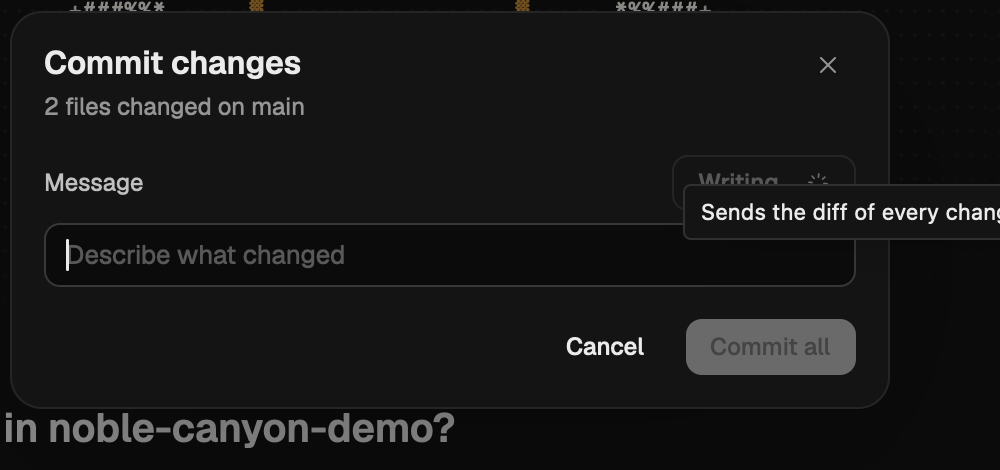 +###%%*
*%%###+
Commit changes
2 files changed on main
Message
Writing
Sends the diff of every chang
Describe what changed
Cancel
Commit all
in noble-canyon-demo?